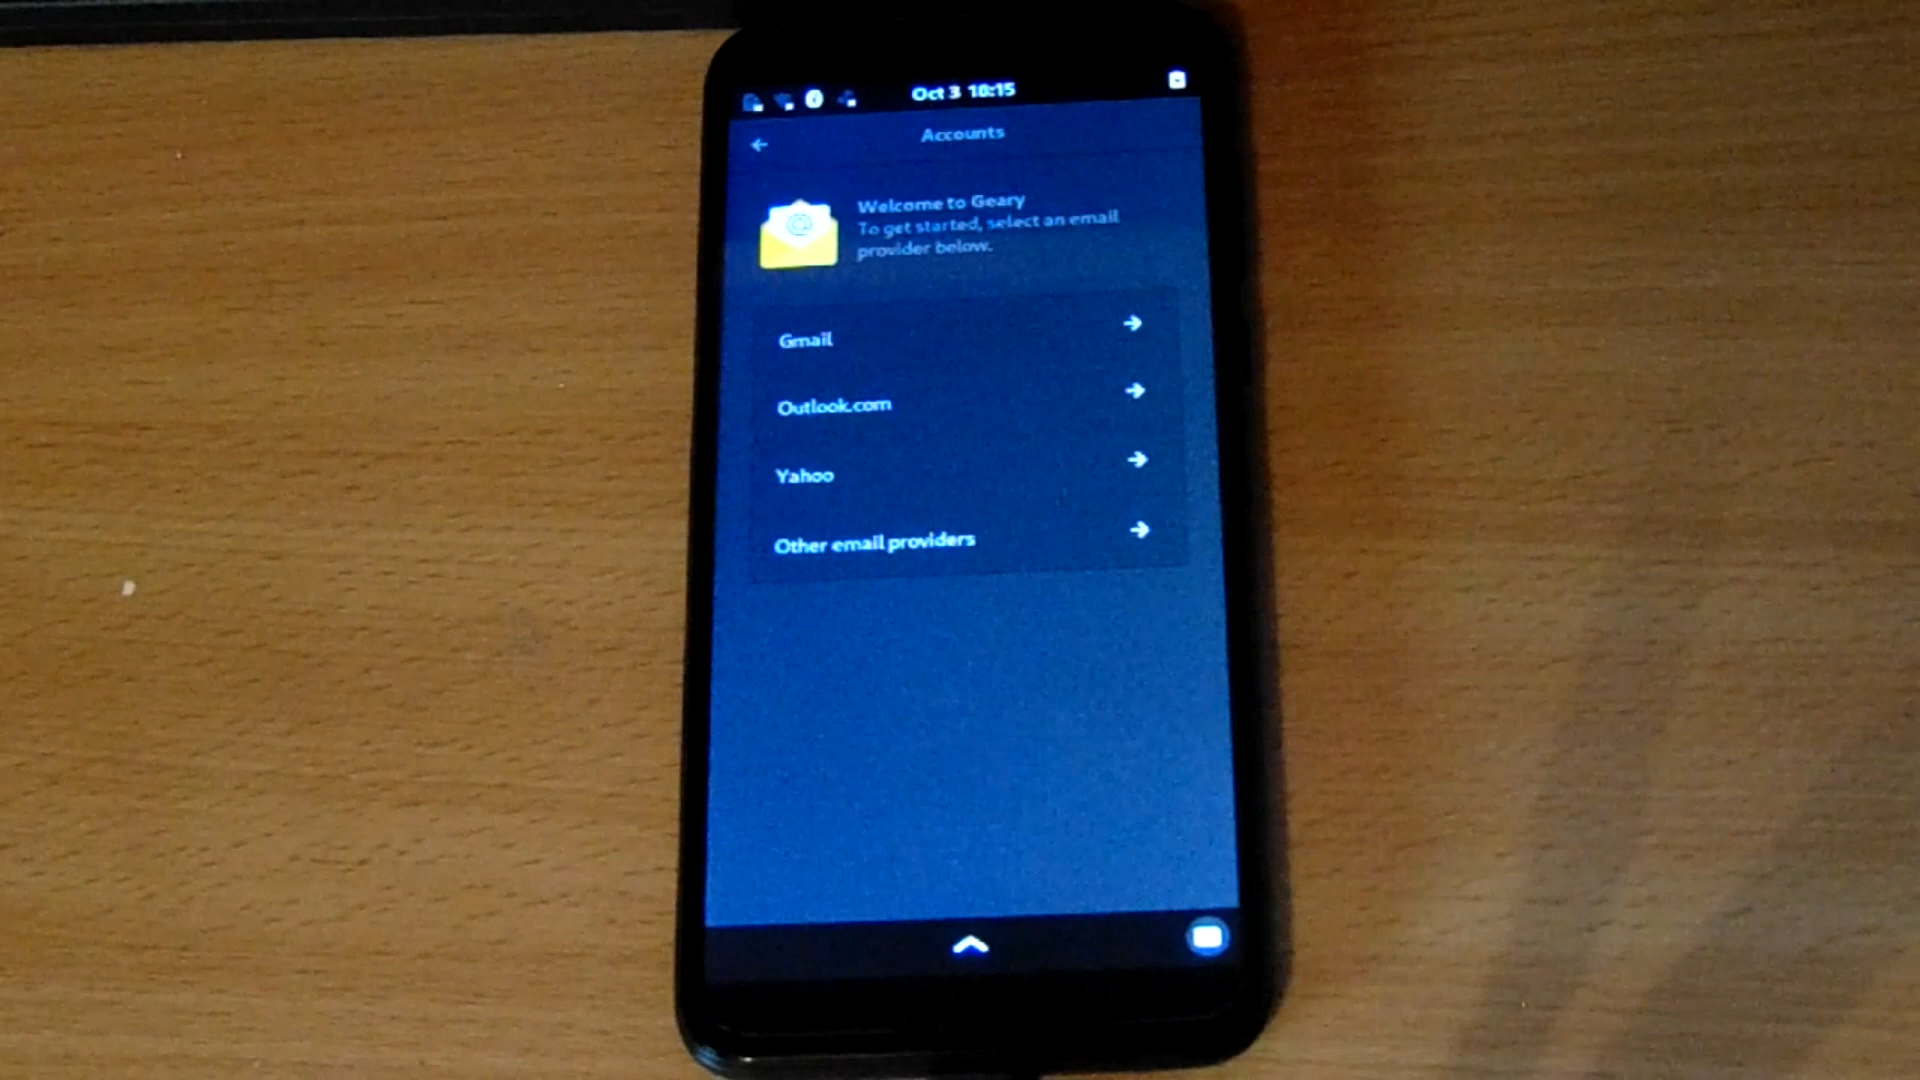 Oct 3 10:15
Accounts
Welcome to Geary
To get started, select an email
provider below.
Gmail
Outlook.com
Yahoo
Other email providers